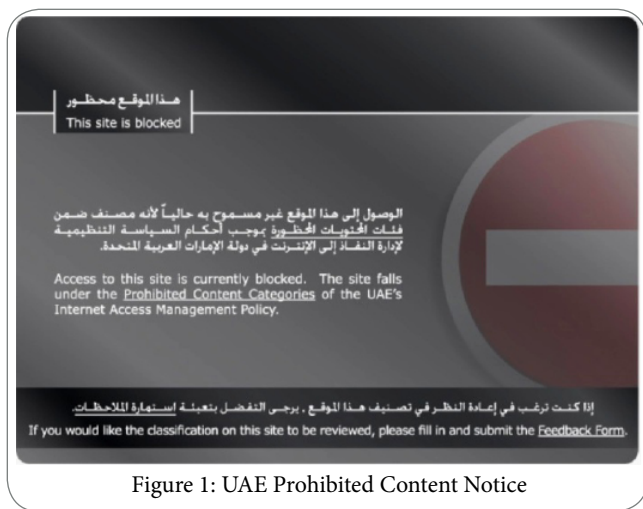 هذا الموقع محظور
This site is blocked
الوصول إلى هذا الموقع غير مسموح به حالياً لأنه مصنف ضمن
فئات المحتويات المحظورة بموجب أحكام السياسة التنظيمية
لإدارة النفاذ إلى الإنترنت في دولة الإمارات العربية المتحدة.
Access to this site is currently blocked. The site falls
under the Prohibited Content Categories of the UAE's
Internet Access Management Policy.
إذا كنت ترغب في إعادة النظر في تصنيف هذا الموقع , يرجى التفضل بتعبئة استمارة الملاحظات.
If you would like the classification on this site to be reviewed, please fill in and submit the Feedback Form.
Figure 1: UAE Prohibited Content Notice